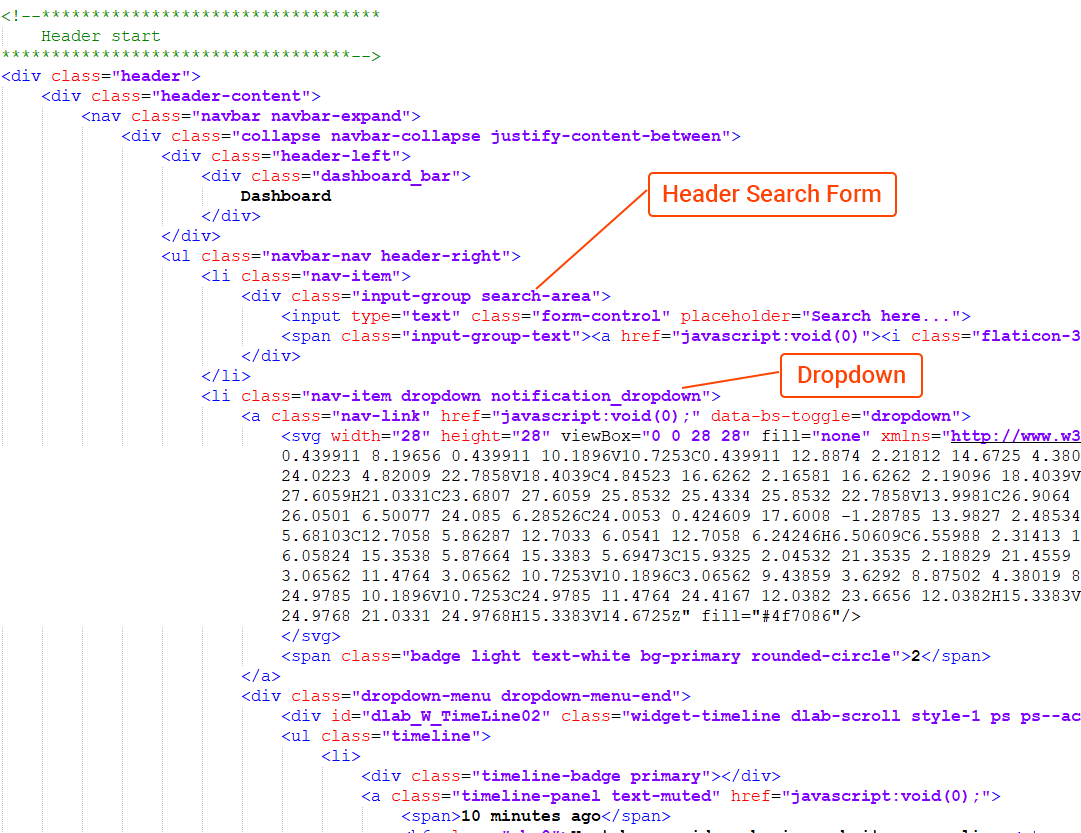 <!--**********************************
Header start
***********************************-->
<div class="header">
<div class="header-content">
<nav class="navbar navbar-expand">
<div class="collapse navbar-collapse justify-content-between">
<div class="header-left">
<div class="dashboard_bar">
Header Search Form
Dashboard
</div>
</div>
<ul class="navbar-nav header-right">
<li class="nav-item">
<div class="input-group search-area">
<input type="text" class="form-control" placeholder="Search here...">
<span class="input-group-text"><a href="javascript:void(0)"><i class="flaticon-3
</div>
</li>
Dropdown
<li class="nav-item dropdown notification_dropdown">
<a class="nav-link" href="javascript:void(0);" data-bs-toggle="dropdown">
<svg width="28" height="28" viewBox="0 0 28 28" fill="none" xmlns="http://www.w3
0.439911 8.19656 0.439911 10.1896V10.7253C0.439911 12.8874 2.21812 14.6725 4.380
24.0223 4.82009 22.7858V18.4039C4.84523 16.6262 2.16581 16.6262 2.19096 18.4039V
27.6059H21.0331C23.6807 27.6059 25.8532 25.4334 25.8532 22.7858V13.9981C26.9064
26.0501 6.50077 24.085 6.28526C24.0053 0.424609 17.6008 -1.28785 13.9827 2.48534
5.68103C12.7058 5.86287 12.7033 6.0541 12.7058 6.24246H6.50609C6.55988 2.31413 1
6.05824 15.3538 5.87664 15.3383 5.69473C15.9325 2.04532 21.3535 2.18829 21.4559
3.06562 11.4764 3.06562 10.7253V10.1896C3.06562 9.43859 3.6292 8.87502 4.38019 8
24.9785 10.1896V10.7253C24.9785 11.4764 24.4167 12.0382 23.6656 12.0382H15.3383V
24.9768 21.0331 24.9768H15.3383V14.6725Z" fill="#4f7086"/>
</svg>
<span class="badge light text-white bg-primary rounded-circle">2</span>
</a>
<div class="dropdown-menu dropdown-menu-end">
<div id="dlab_W_TimeLine02" class="widget-timeline dlab-scroll style-1 ps ps--ac
<ul class="timeline">
<li>
<div class="timeline-badge primary"></div>
<a class="timeline-panel text-muted" href="javascript:void(0);">
<span>10 minutes ago</span>